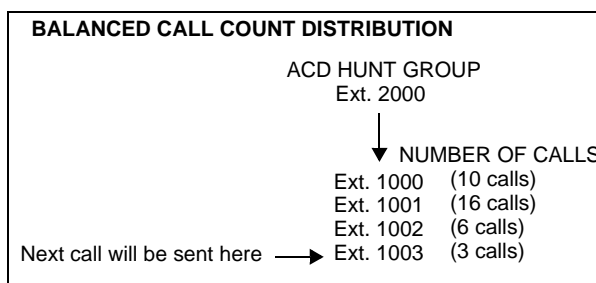 BALANCED CALL COUNT DISTRIBUTION
ACD HUNT GROUP
Ext. 2000
NUMBER OF CALLS
Ext. 1000 (10 calls)
Ext. 1001 (16 calls)
Ext. 1002 (6 calls)
Next call will be sent here Ext. 1003 (3 calls)